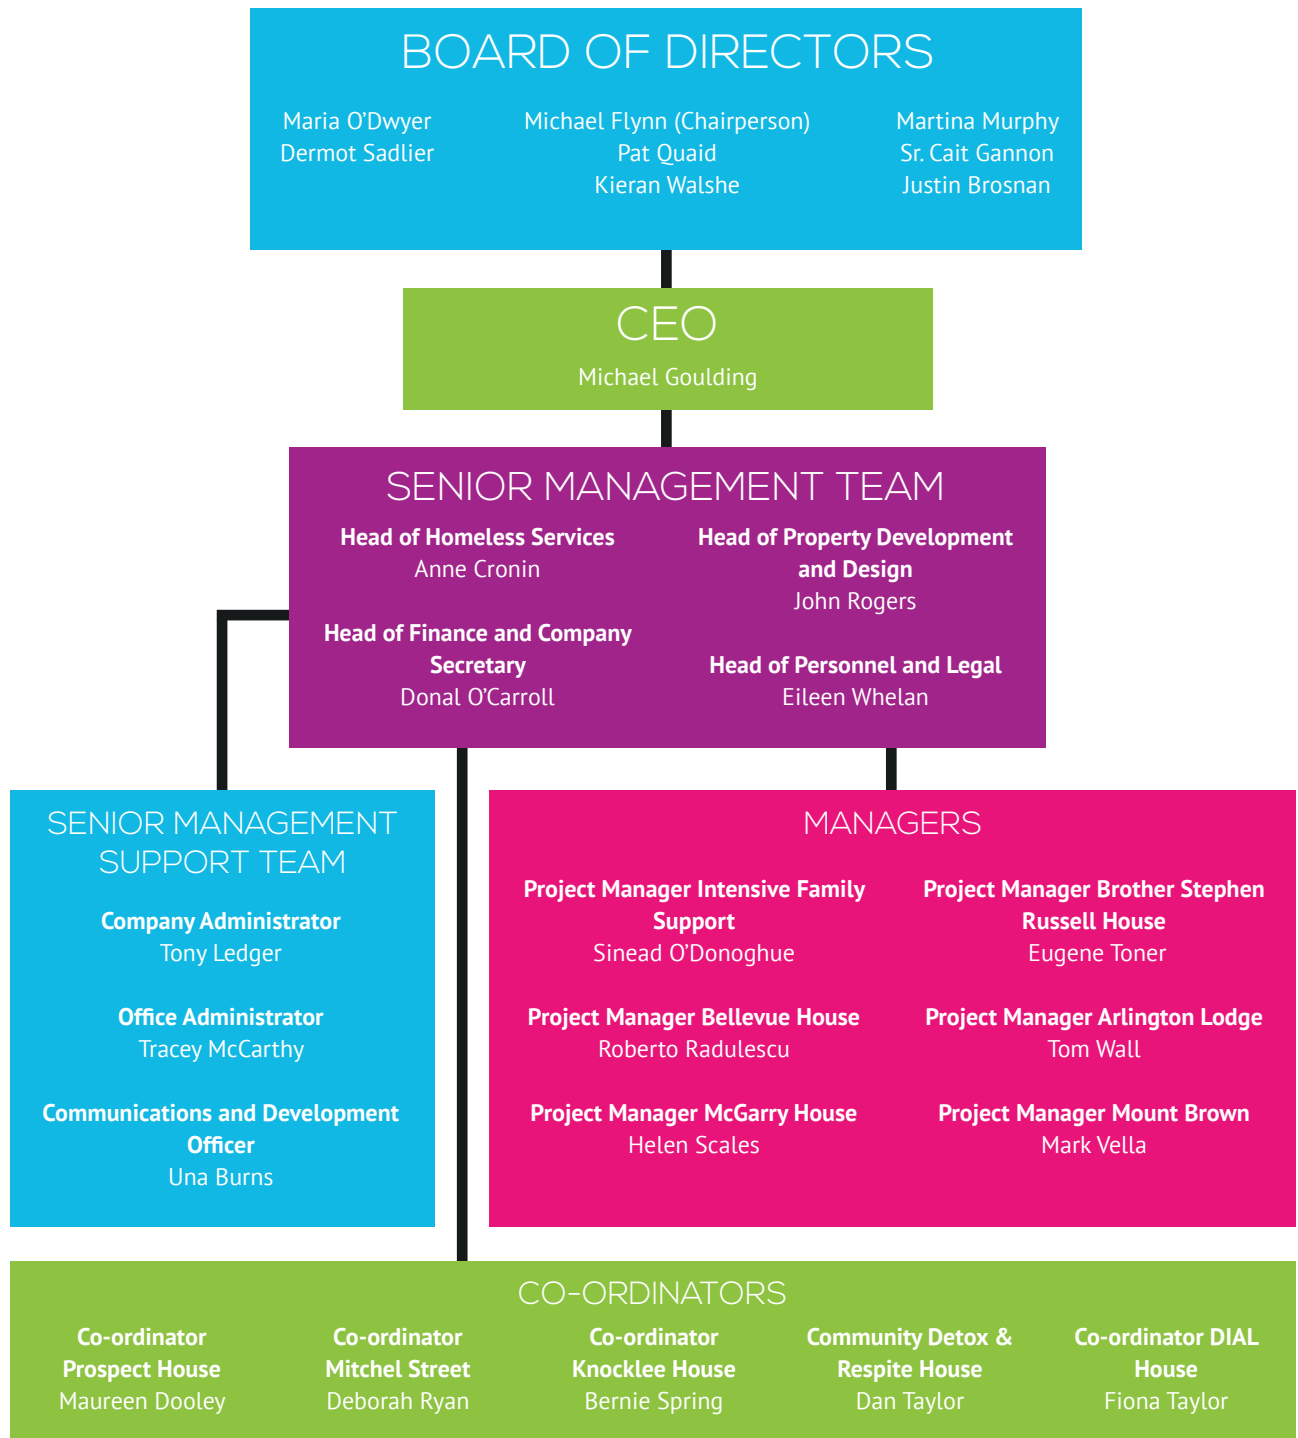 BOARD OF DIRECTORS
Maria O'Dwyer
Dermot Sadlier
Michael Flynn (Chairperson)
Pat Quaid
Kieran Walshe
Martina Murphy
Sr. Cait Gannon
Justin Brosnan
CEO
Michael Goulding
SENIOR MANAGEMENT TEAM
Head of Homeless Services
Anne Cronin
Head of Finance and Company
Secretary
Donal O'Carroll
Head of Property Development
and Design
John Rogers
Head of Personnel and Legal
Eileen Whelan
SENIOR MANAGEMENT
SUPPORT TEAM
Company Administrator
Tony Ledger
Office Administrator
Tracey McCarthy
Communications and Development
Officer
Una Burns
MANAGERS
Project Manager Intensive Family
Support
Sinead O'Donoghue
Project Manager Bellevue House
Roberto Radulescu
Project Manager McGarry House
Helen Scales
Project Manager Brother Stephen
Russell House
Eugene Toner
Project Manager Arlington Lodge
Tom Wall
Project Manager Mount Brown
Mark Vella
CO-ORDINATORS
Co-ordinator
Prospect House
Maureen Dooley
Co-ordinator
Mitchel Street
Deborah Ryan
Co-ordinator
Knocklee House
Bernie Spring
Community Detox &
Respite House
Dan Taylor
Co-ordinator DIAL
House
Fiona Taylor